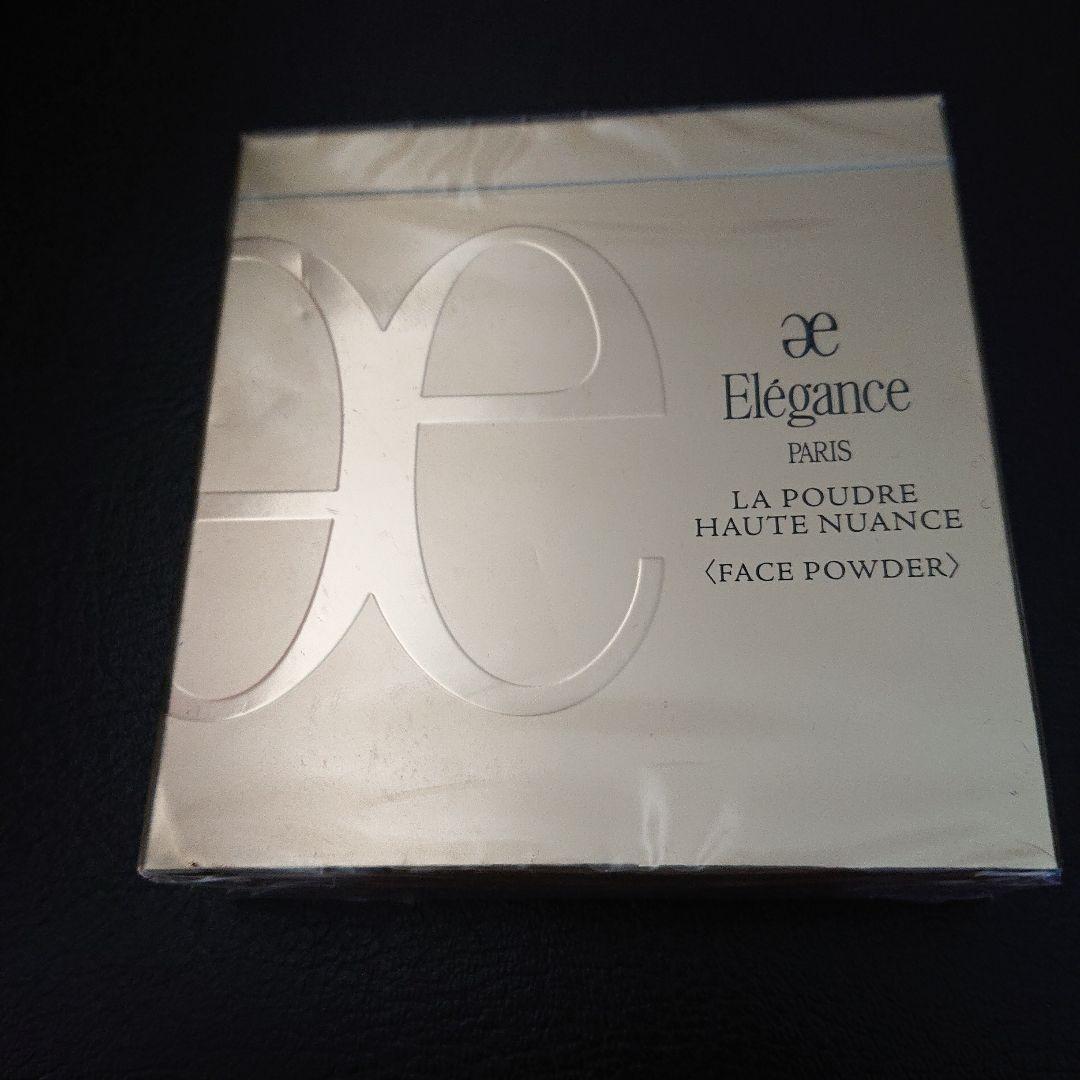 Elégance
PARIS
LA POUDRE
HAUTE NUANCE
〈FACE POWDER〉